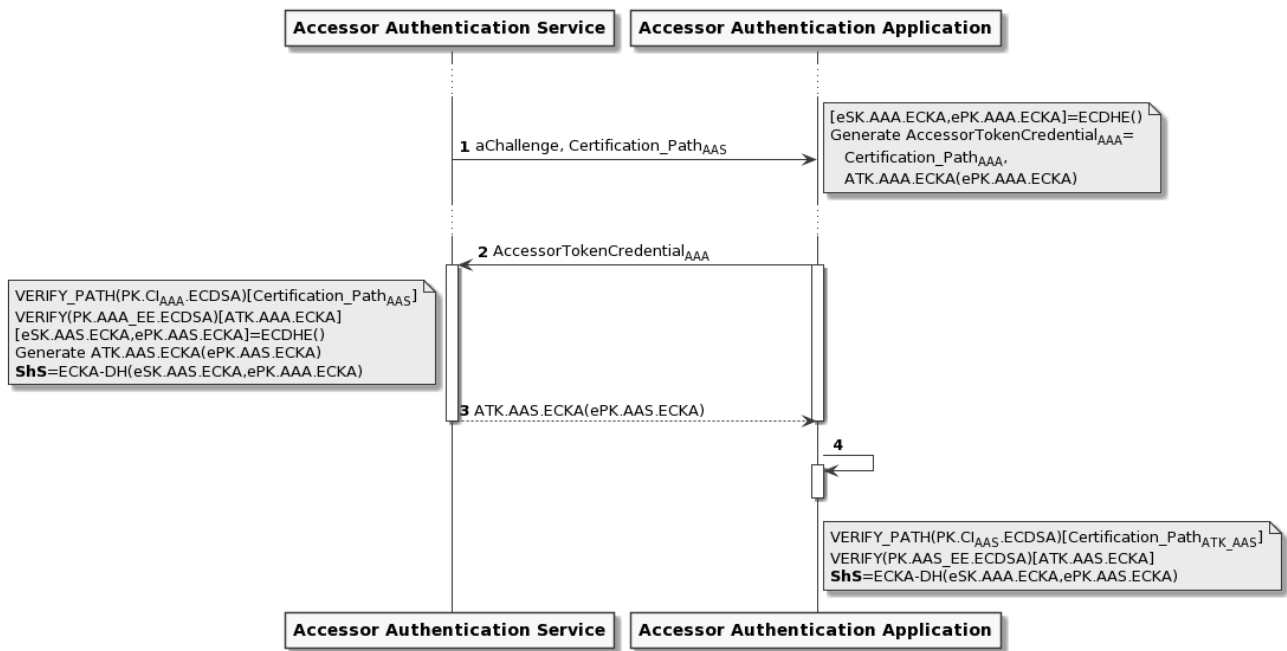 Accessor Authentication Service
Accessor Authentication Application
[eSK.AAA.ECKA,ePK.AAA.ECKA]=ECDHE()
Generate AccessorTokenCredentialAAA=
Certification_PathAAA,
ATK.AAA.ECKA(ePK.AAA.ECKA)
1 aChallenge, Certification_PathAAS
2 AccessorTokenCredentialAAA
VERIFY_PATH(PK.CIAAA.ECDSA)[Certification_PathAAS]
VERIFY(PK.AAA_EE.ECDSA)[ATK.AAA.ECKA]
[eSK.AAS.ECKA,ePK.AAS.ECKA]=ECDHE()
Generate ATK.AAS.ECKA(ePK.AAS.ECKA)
ShS=ECKA-DH(eSK.AAS.ECKA,ePK.AAA.ECKA)
3 ATK.AAS.ECKA(ePK.AAS.ECKA)
4
VERIFY_PATH(PK.CIAAS.ECDSA)[Certification_PathATK_AAS]
VERIFY(PK.AAS_EE.ECDSA)[ATK.AAS.ECKA]
ShS=ECKA-DH(eSK.AAA.ECKA,ePK.AAS.ECKA)
Accessor Authentication Service
Accessor Authentication Application